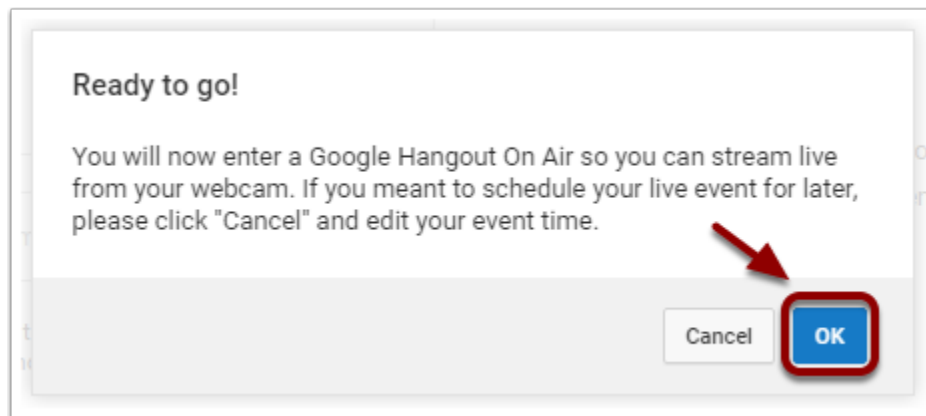 Ready to go!
You will now enter a Google Hangout On Air so you can stream live
from your webcam. If you meant to schedule your live event for later,
please click "Cancel" and edit your event time.
Cancel
OK